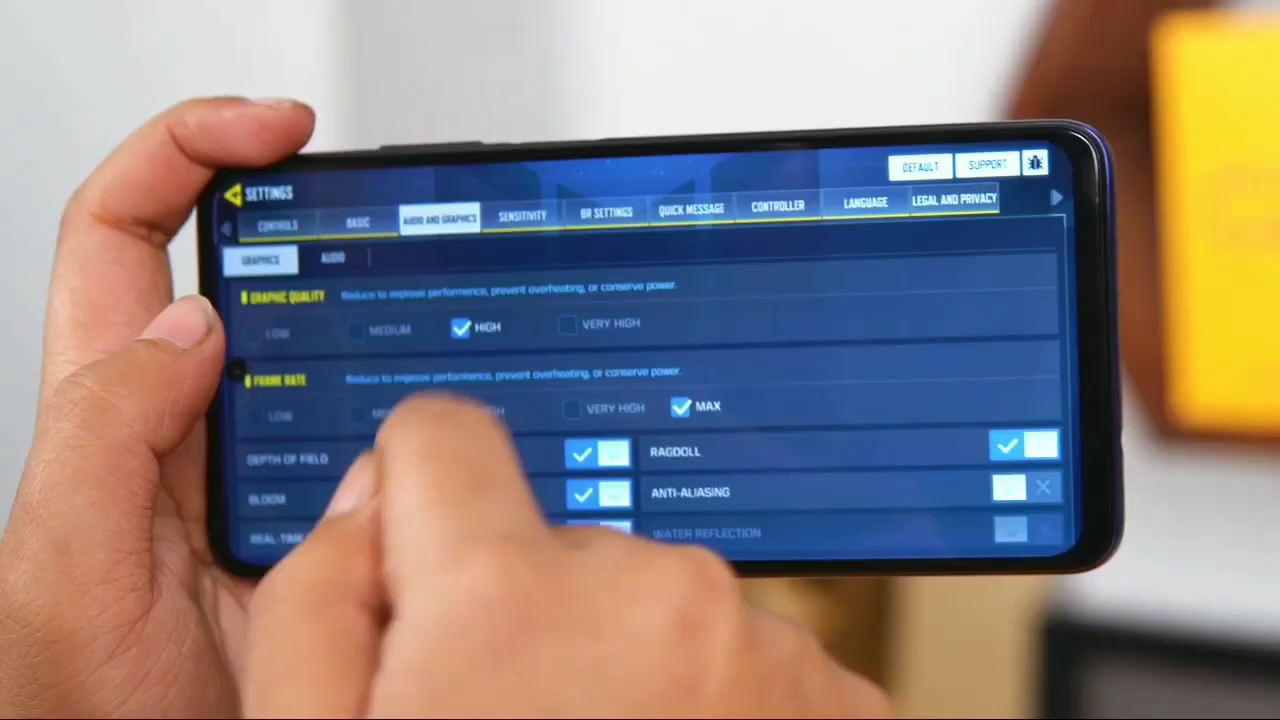 SETTINGS
DEFAULT
SUPPORT
CONTROLS
BASIC
AUDIO AND GRAPHICS
SENSITIVITY
BR SETTINGS
QUICK MESSAGE
CONTROLLER
LANGUAGE
LEGAL AND PRIVACY
GRAPHICS
AUDIO
GRAPHIC QUALITY
Reduce to improve performance, prevent overheating, or conserve power.
LOW
MEDIUM
HIGH
VERY HIGH
FRAME RATE
Reduce to improve performance, prevent overheating, or conserve power.
LOW
VERY HIGH
MAX
DEPTH OF FIELD
RAGDOLL
BLOOM
ANTI-ALIASING
WATER REFLECTION